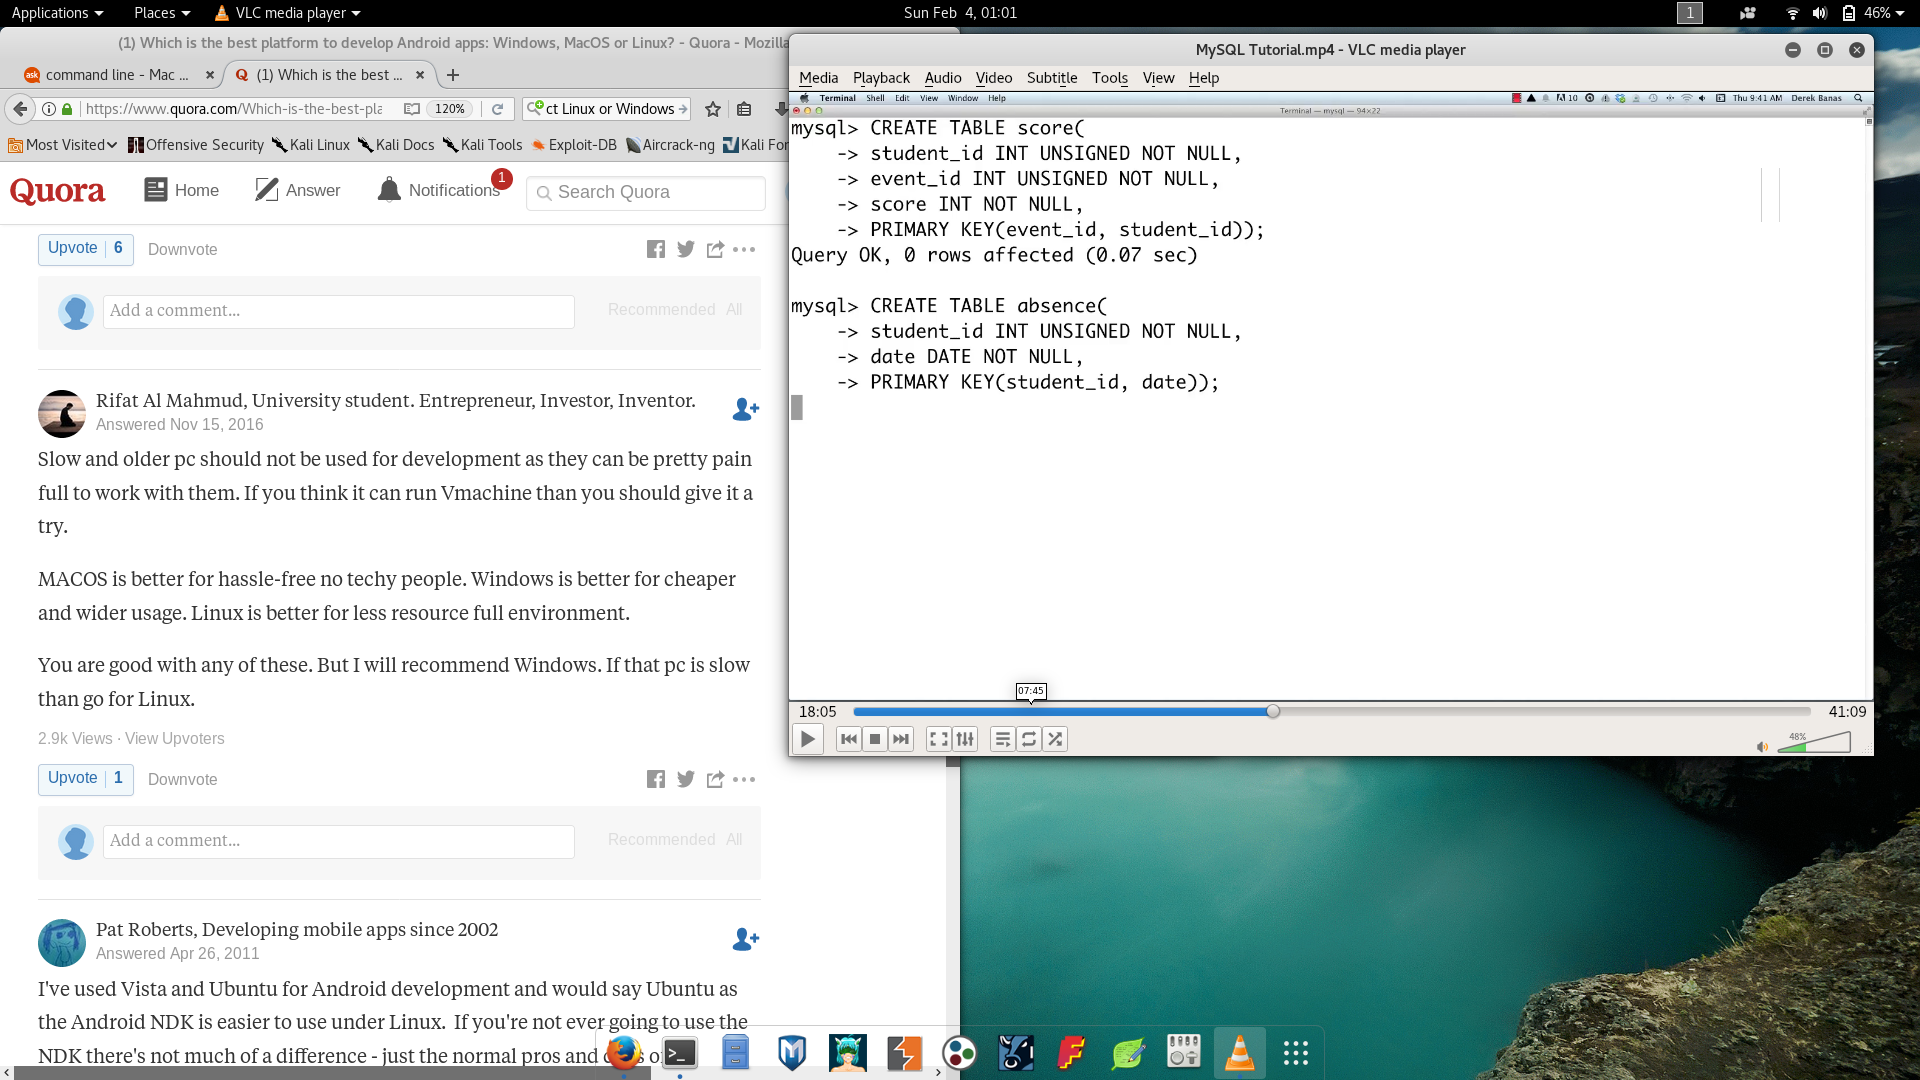 Applications
Places
VLC media player
Sun Feb  4, 01:01
1
46%
(1) Which is the best platform to develop Android apps: Windows, MacOS or Linux? - Quora - Mozilla
command line - Mac ...
(1) Which is the best ...
https://www.quora.com/Which-is-the-best-pla
120%
ct Linux or Windows
Most Visited
Offensive Security
Kali Linux
Kali Docs
Kali Tools
Exploit-DB
Aircrack-ng
Kali For
Quora
Home
Answer
Notifications
1
Search Quora
Upvote 6
Downvote
Add a comment...
Recommended All
Rifat Al Mahmud, University student. Entrepreneur, Investor, Inventor.
Answered Nov 15, 2016
Slow and older pc should not be used for development as they can be pretty pain
full to work with them. If you think it can run Vmachine than you should give it a
try.
MACOS is better for hassle-free no techy people. Windows is better for cheaper
and wider usage. Linux is better for less resource full environment.
You are good with any of these. But I will recommend Windows. If that pc is slow
than go for Linux.
2.9k Views · View Upvoters
Upvote 1
Downvote
Add a comment...
Recommended All
Pat Roberts, Developing mobile apps since 2002
Answered Apr 26, 2011
I've used Vista and Ubuntu for Android development and would say Ubuntu as
the Android NDK is easier to use under Linux.  If you're not ever going to use the
NDK there's not much of a difference - just the normal pros and
MySQL Tutorial.mp4 - VLC media player
Media Playback Audio Video Subtitle Tools View Help
Terminal Shell Edit View Window Help
10
Thu 9:41 AM Derek Banas
Terminal — mysql — 94×22
mysql> CREATE TABLE score(
    -> student_id INT UNSIGNED NOT NULL,
    -> event_id INT UNSIGNED NOT NULL,
    -> score INT NOT NULL,
    -> PRIMARY KEY(event_id, student_id));
Query OK, 0 rows affected (0.07 sec)
mysql> CREATE TABLE absence(
    -> student_id INT UNSIGNED NOT NULL,
    -> date DATE NOT NULL,
    -> PRIMARY KEY(student_id, date));
07:45
18:05
41:09
48%